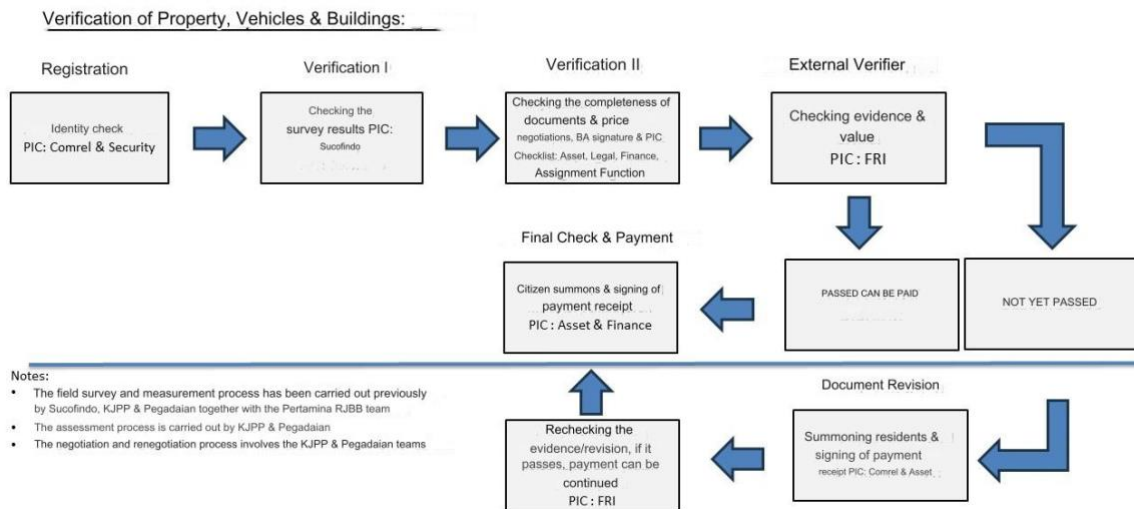 Verification of Property, Vehicles & Buildings:
Registration
Identity check
PIC: Comrel & Security
Verification I
Checking the
survey results PIC:
Sucofindo
Verification II
Checking the completeness of
documents & price
negotiations, BA signature & PIC
Checklist: Asset, Legal, Finance,
Assignment Function
External Verifier
Checking evidence &
value
PIC : FRI
PASSED CAN BE PAID
NOT YET PASSED
Final Check & Payment
Citizen summons & signing of
payment receipt
PIC : Asset & Finance
Document Revision
Summoning residents &
signing of payment
receipt PIC: Comrel & Asset
Rechecking the
evidence/revision, if it
passes, payment can be
continued
PIC : FRI
Notes:
• The field survey and measurement process has been carried out previously
by Sucofindo, KJPP & Pegadaian together with the Pertamina RJBB team
• The assessment process is carried out by KJPP & Pegadaian
• The negotiation and renegotiation process involves the KJPP & Pegadaian teams